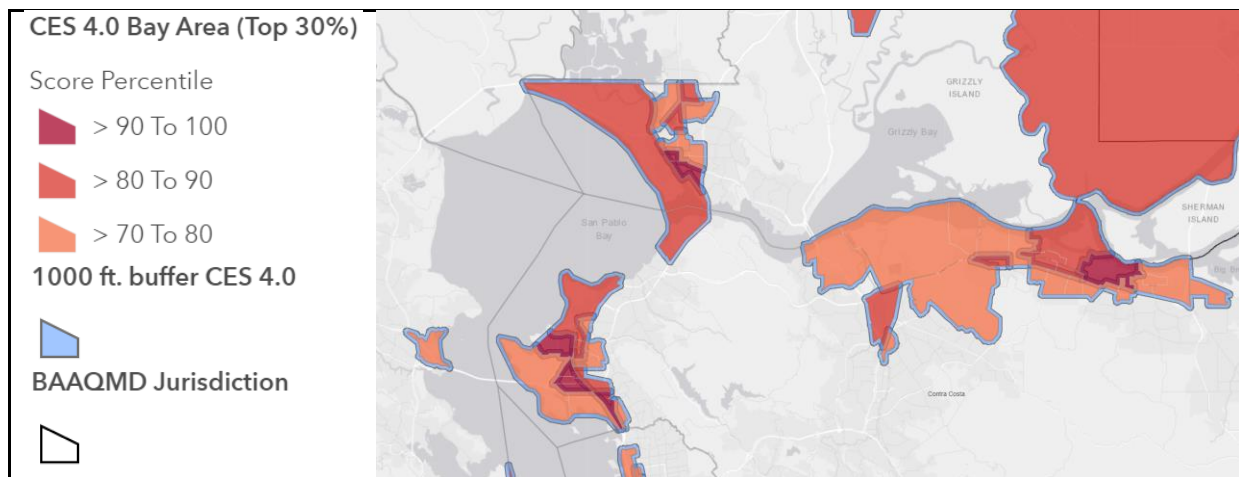 CES 4.0 Bay Area (Top 30%)
Score Percentile
> 90 To 100
> 80 To 90
> 70 To 80
1000 ft. buffer CES 4.0
BAAQMD Jurisdiction
GRIZZLY
ISLAND
Grizzly Bay
SHERMAN
ISLAND
San Pablo
Bay
Contra Costa